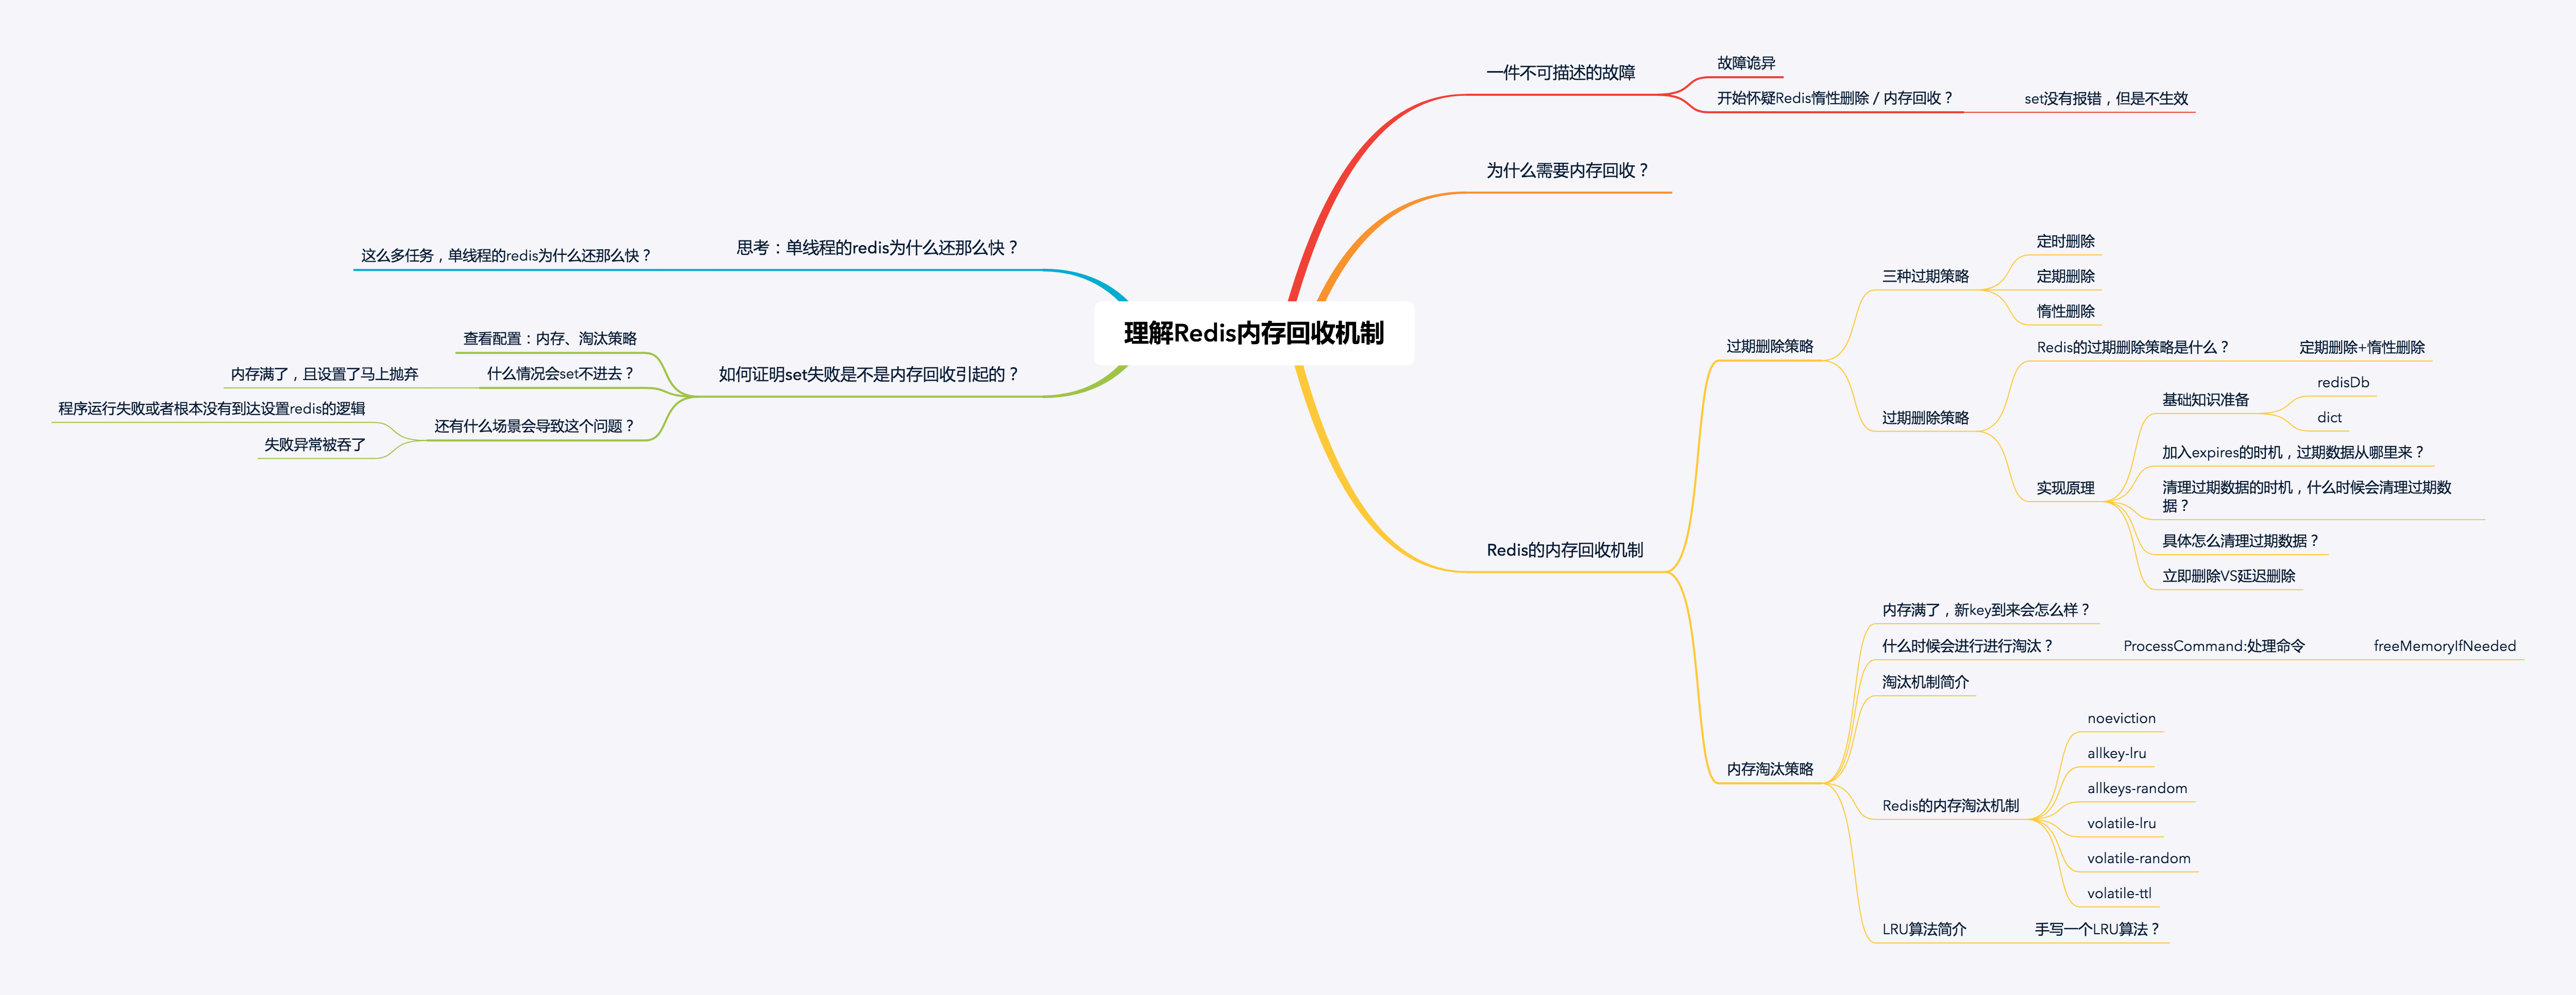 理解Redis内存回收机制
一件不可描述的故障
故障诡异
开始怀疑Redis惰性删除 / 内存回收？
set没有报错，但是不生效
为什么需要内存回收？
Redis的内存回收机制
过期删除策略
三种过期策略
定时删除
定期删除
惰性删除
过期删除策略
Redis的过期删除策略是什么？
定期删除+惰性删除
实现原理
基础知识准备
redisDb
dict
加入expires的时机，过期数据从哪里来？
清理过期数据的时机，什么时候会清理过期数
据？
具体怎么清理过期数据？
立即删除VS延迟删除
内存淘汰策略
内存满了，新key到来会怎么样？
什么时候会进行进行淘汰？
ProcessCommand:处理命令
freeMemoryIfNeeded
淘汰机制简介
Redis的内存淘汰机制
noeviction
allkey-lru
allkeys-random
volatile-lru
volatile-random
volatile-ttl
LRU算法简介
手写一个LRU算法？
如何证明set失败是不是内存回收引起的？
查看配置：内存、淘汰策略
什么情况会set不进去？
内存满了，且设置了马上抛弃
还有什么场景会导致这个问题？
程序运行失败或者根本没有到达设置redis的逻辑
失败异常被吞了
思考：单线程的redis为什么还那么快？
这么多任务，单线程的redis为什么还那么快？